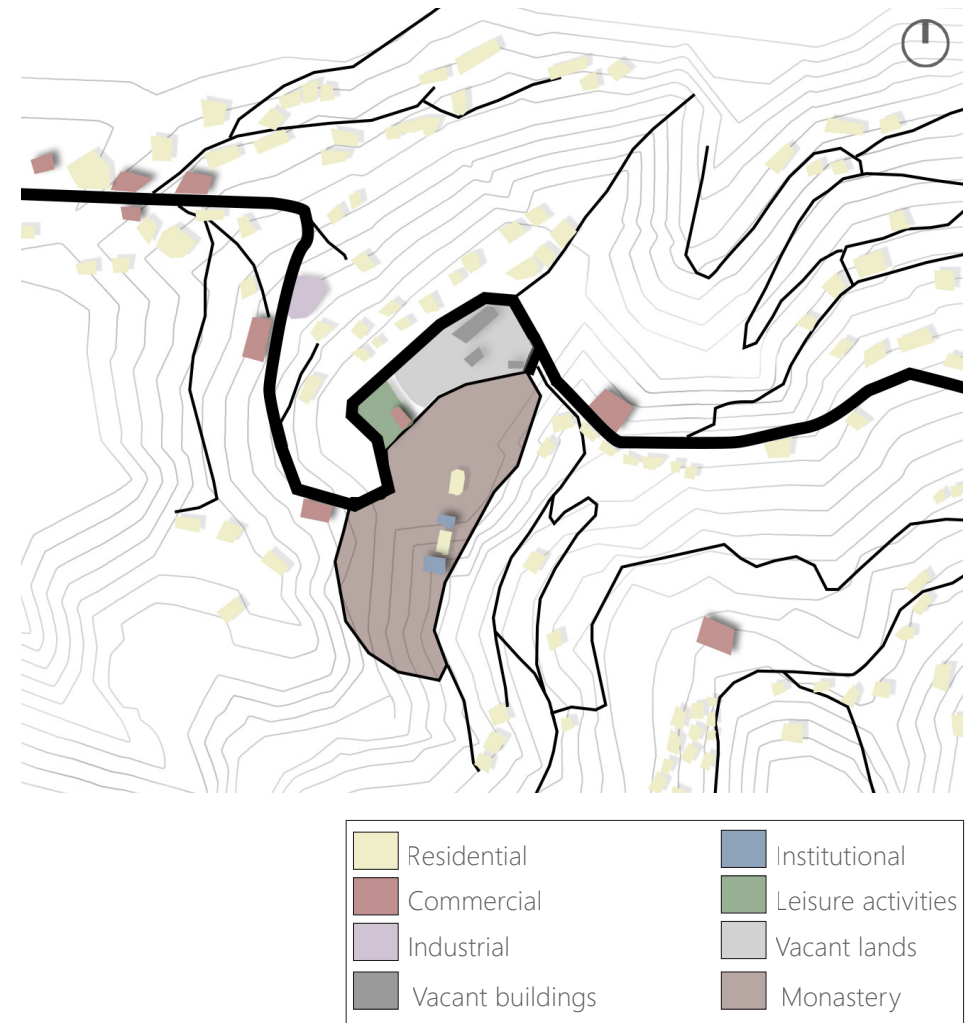 Residential
Commercial
Industrial
Vacant buildings
Institutional
Leisure activities
Vacant lands
Monastery